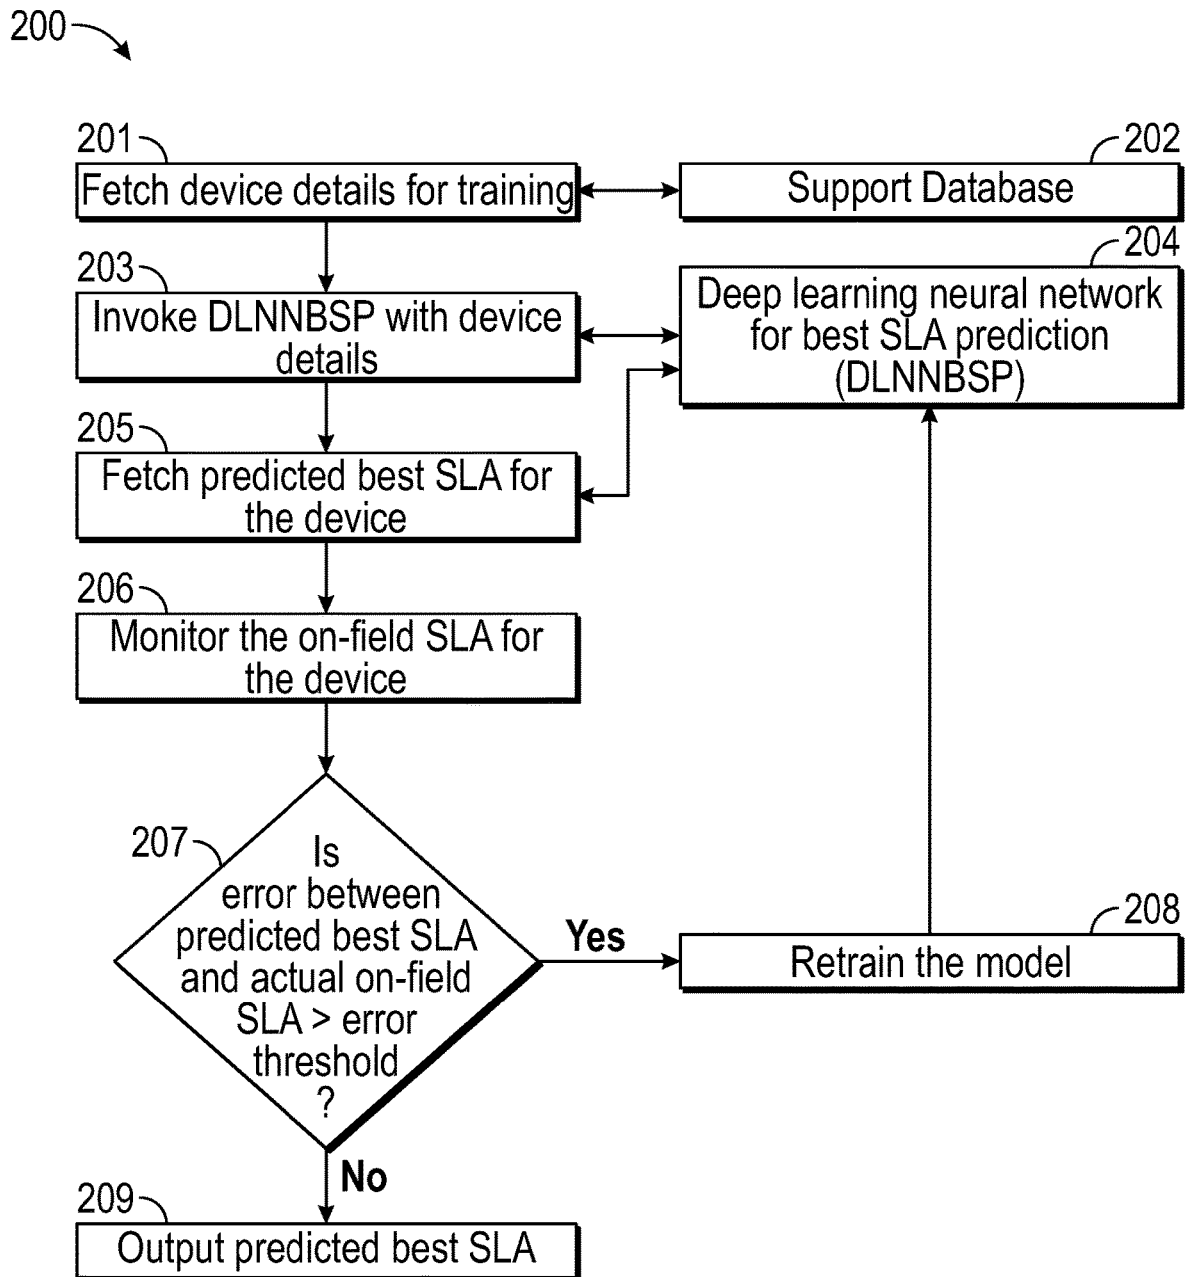 200
201
Fetch device details for training
202
Support Database
203
Invoke DLNNBSP with device
details
204
Deep learning neural network
for best SLA prediction
(DLNNBSP)
205
Fetch predicted best SLA for
the device
206
Monitor the on-field SLA for
the device
207
Is
error between
predicted best SLA
and actual on-field
SLA > error
threshold
?
Yes
208
Retrain the model
No
209
Output predicted best SLA